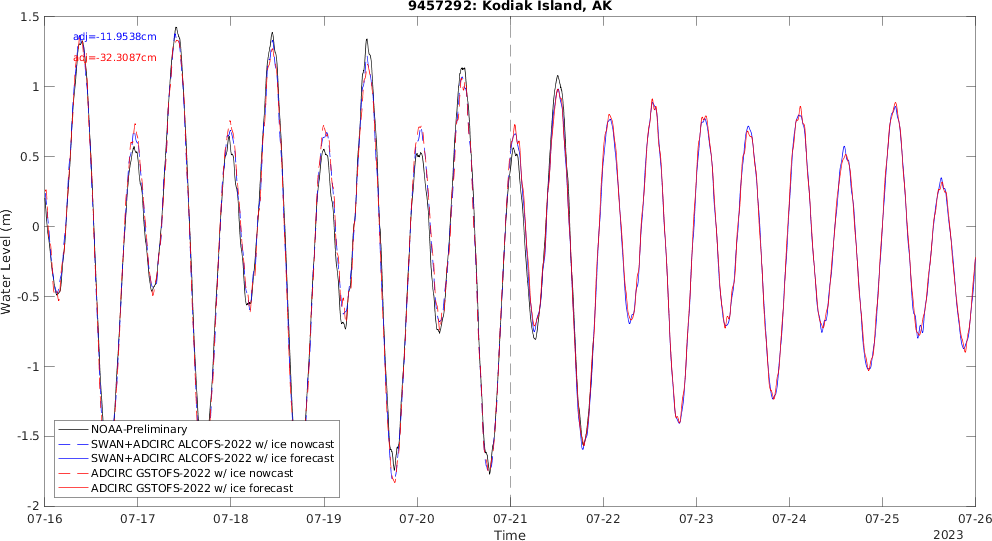 9457292: Kodiak Island, AK
adj=-11.9538cm
adj=-32.3087cm
Water Level (m)
1.5
1
0.5
0
-0.5
-1
-1.5
-2
NOAA-Preliminary
SWAN+ADCIRC ALCOFS-2022 w/ ice nowcast
SWAN+ADCIRC ALCOFS-2022 w/ ice forecast
ADCIRC GSTOFS-2022 w/ ice nowcast
ADCIRC GSTOFS-2022 w/ ice forecast
07-16 07-17 07-18 07-19 07-20 07-21 07-22 07-23 07-24 07-25 07-26
Time
2023